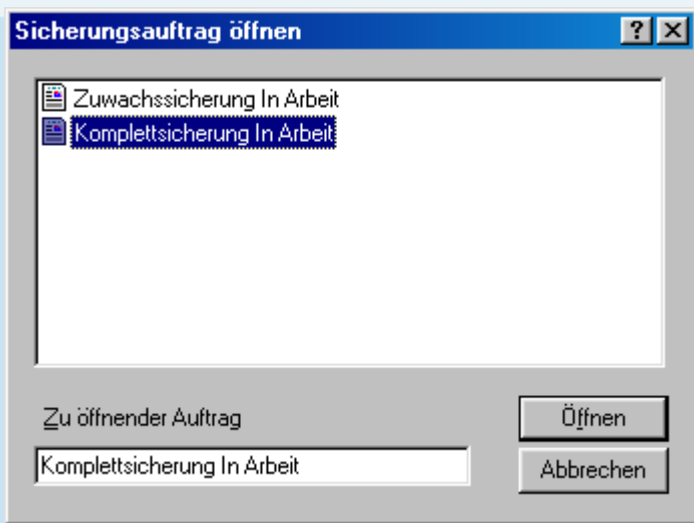 Sicherungsauftrag öffnen
Zuwachssicherung In Arbeit
Komplettsicherung In Arbeit
Zu öffnender Auftrag
Öffnen
Komplettsicherung In Arbeit
Abbrechen